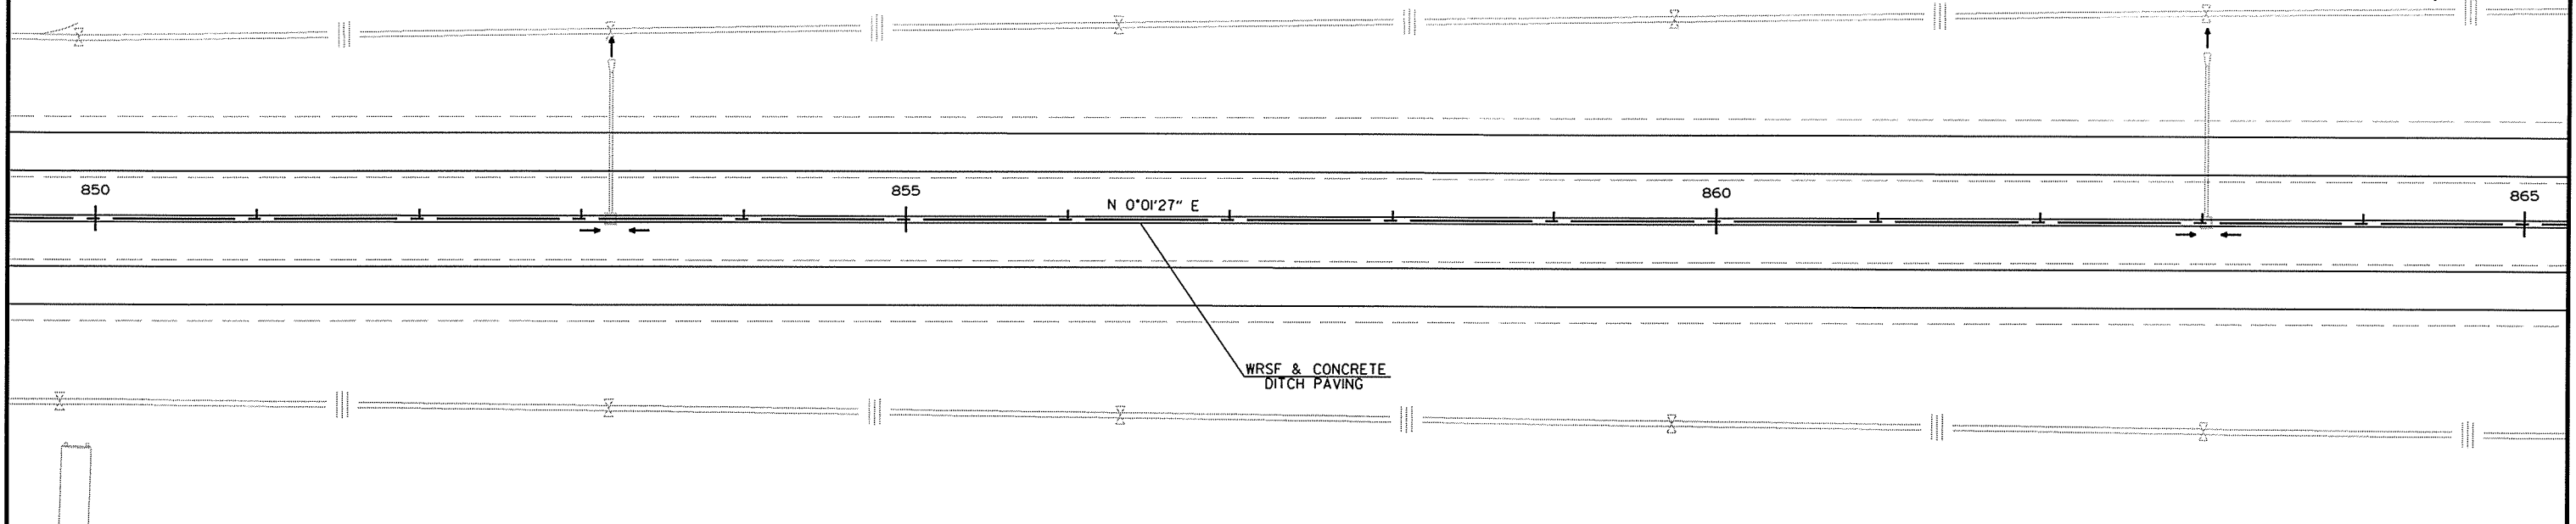 850
855
860
865
N 0°01'27" E
WRSF & CONCRETE
DITCH PAVING